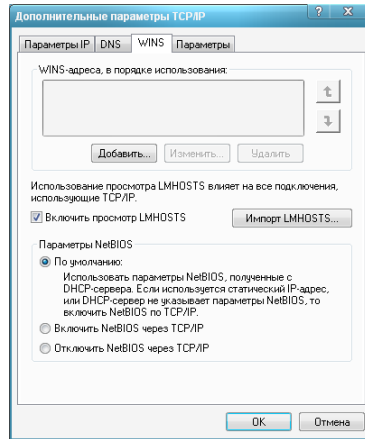 Дополнительные параметры TCP/IP
Параметры IP DNS WINS Параметры
WINS-адреса, в порядке использования:
Добавить... Изменить... Удалить
Использование просмотра LMHOSTS влияет на все подключения,
использующие TCP/IP.
Включить просмотр LMHOSTS Импорт LMHOSTS...
Параметры NetBIOS
По умолчанию:
Использовать параметры NetBIOS, полученные с
DHCP-сервера. Если используется статический IP-адрес,
или DHCP-сервер не указывает параметры NetBIOS, то
включить NetBIOS по TCP/IP.
Включить NetBIOS через TCP/IP
Отключить NetBIOS через TCP/IP
OK Отмена